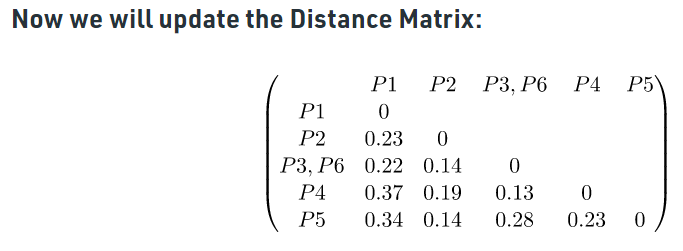 Now we will update the Distance Matrix:
P1 P2 P3, P6 P4 P5
P1 0
P2 0.23 0
P3, P6 0.22 0.14 0
P4 0.37 0.19 0.13 0
P5 0.34 0.14 0.28 0.23 0